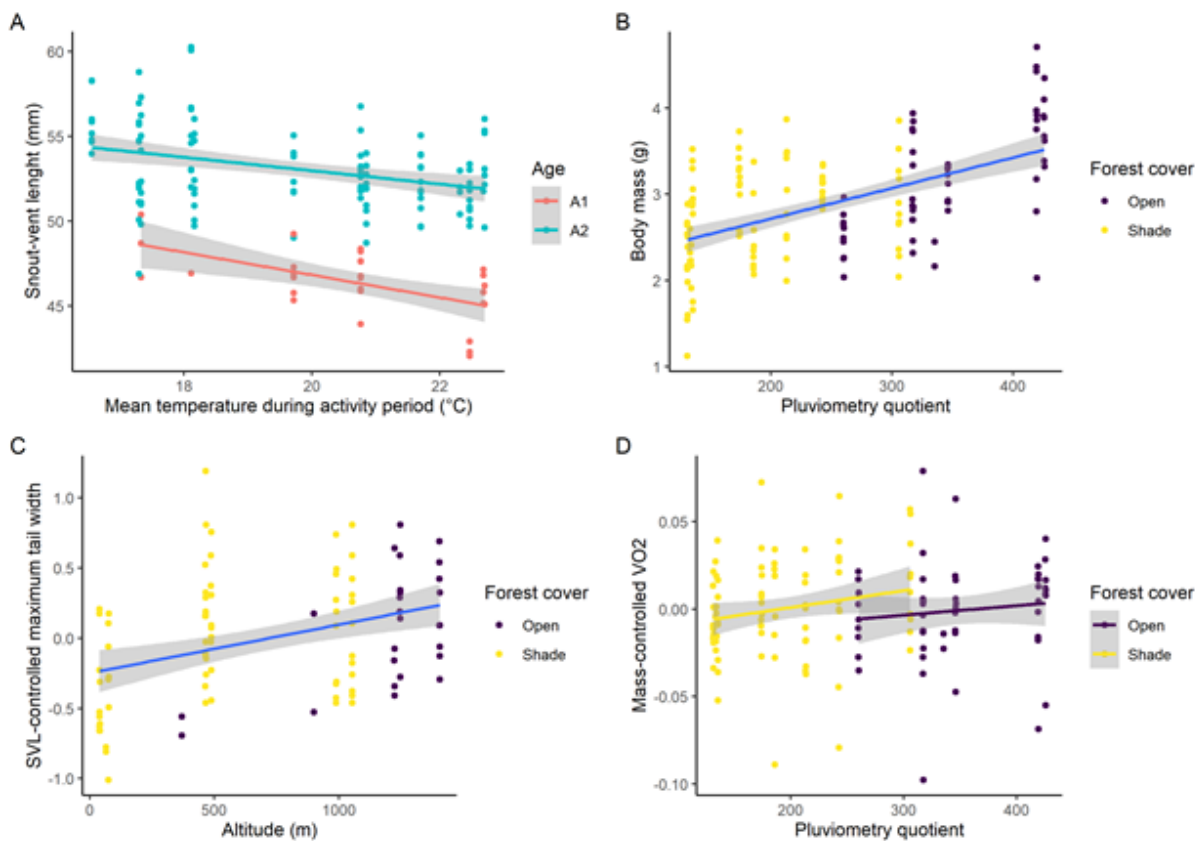 A
Snout-vent lenght (mm)
60
55
50
45
18
20
22
Mean temperature during activity period (°C)
Age
A1
A2
B
Body mass (g)
4
3
2
1
200
300
400
Pluviometry quotient
Forest cover
Open
Shade
C
SVL-controlled maximum tail width
1.0
0.5
0.0
-0.5
-1.0
0
500
1000
Altitude (m)
Forest cover
Open
Shade
D
Mass-controlled VO2
0.05
0.00
-0.05
-0.10
200
300
400
Pluviometry quotient
Forest cover
Open
Shade